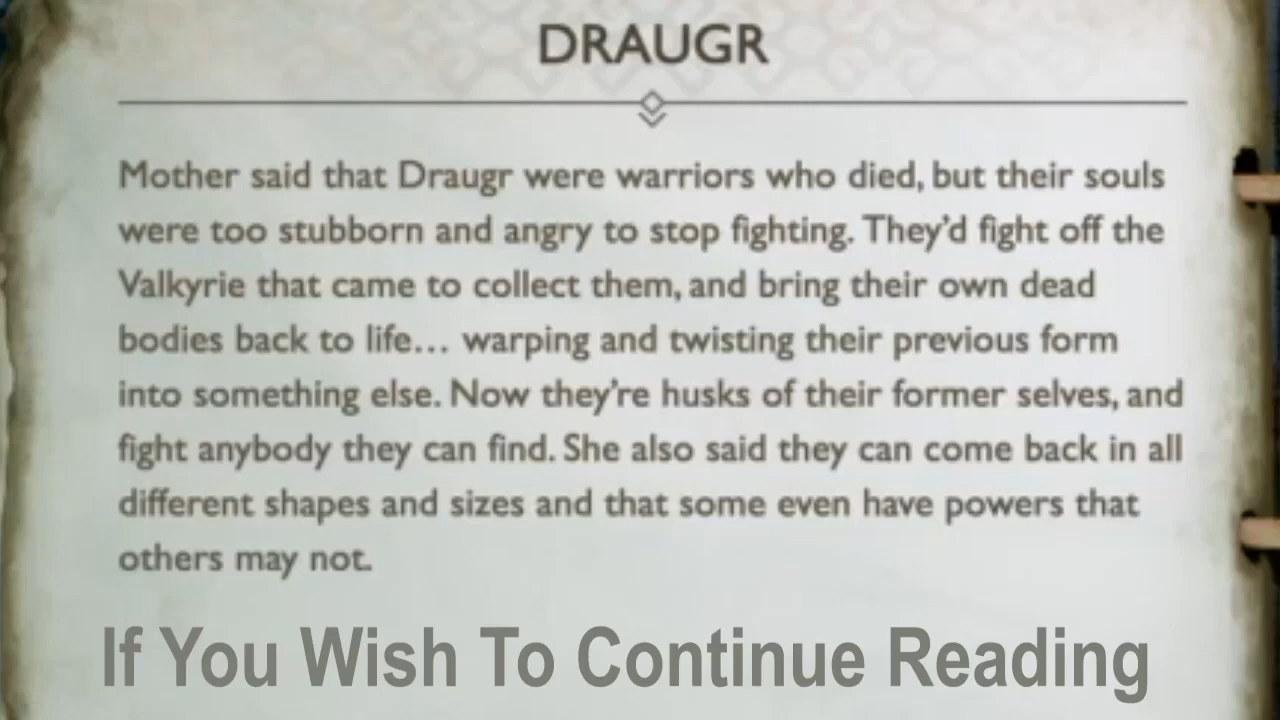 DRAUGR
Mother said that Draugr were warriors who died, but their souls
were too stubborn and angry to stop fighting. They’d fight off the
Valkyrie that came to collect them, and bring their own dead
bodies back to life… warping and twisting their previous form
into something else. Now they’re husks of their former selves, and
fight anybody they can find. She also said they can come back in all
different shapes and sizes and that some even have powers that
others may not.
If You Wish To Continue Reading